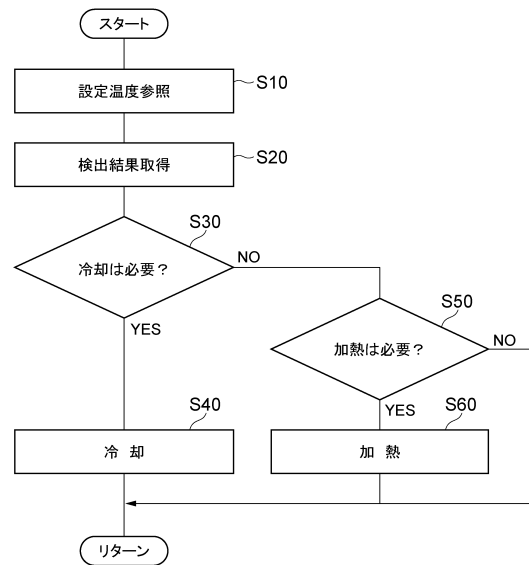 スタート
設定温度参照
S10
検出結果取得
S20
S30
冷却は必要？
NO
YES
S50
加熱は必要？
NO
YES
S40
冷 却
S60
加 熱
リターン